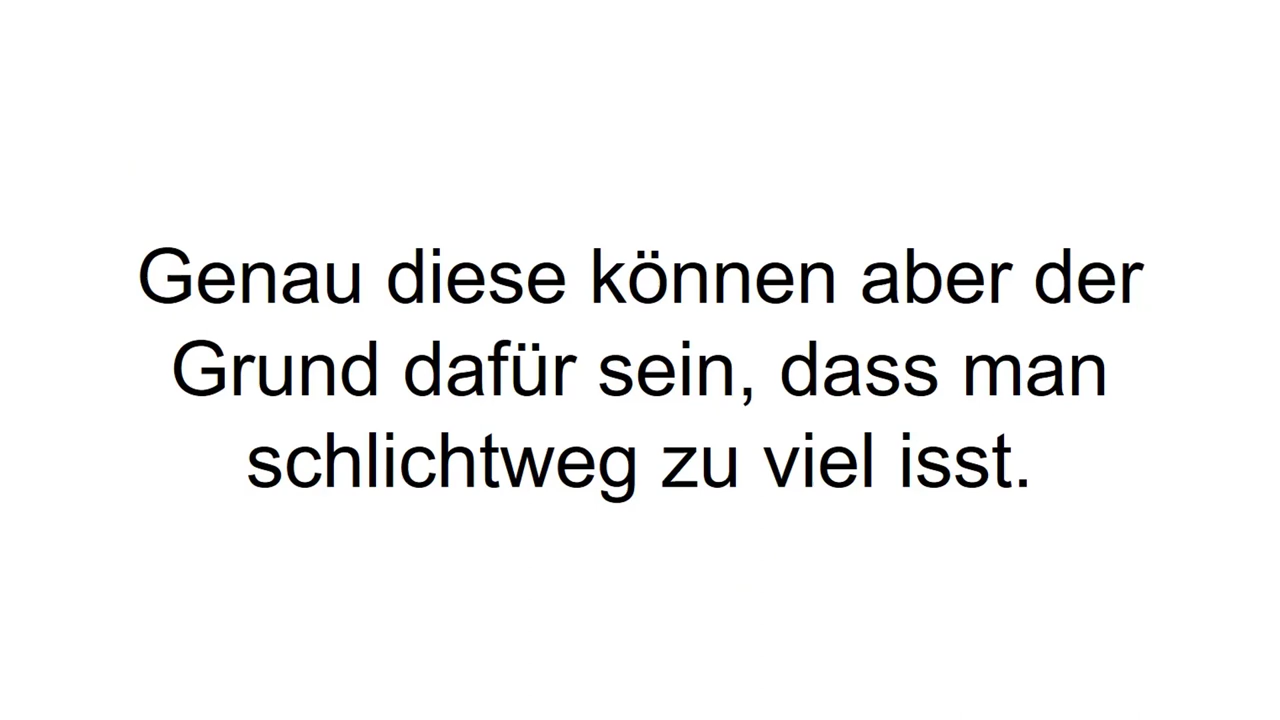 Genau diese können aber der
Grund dafür sein, dass man
schlichtweg zu viel isst.